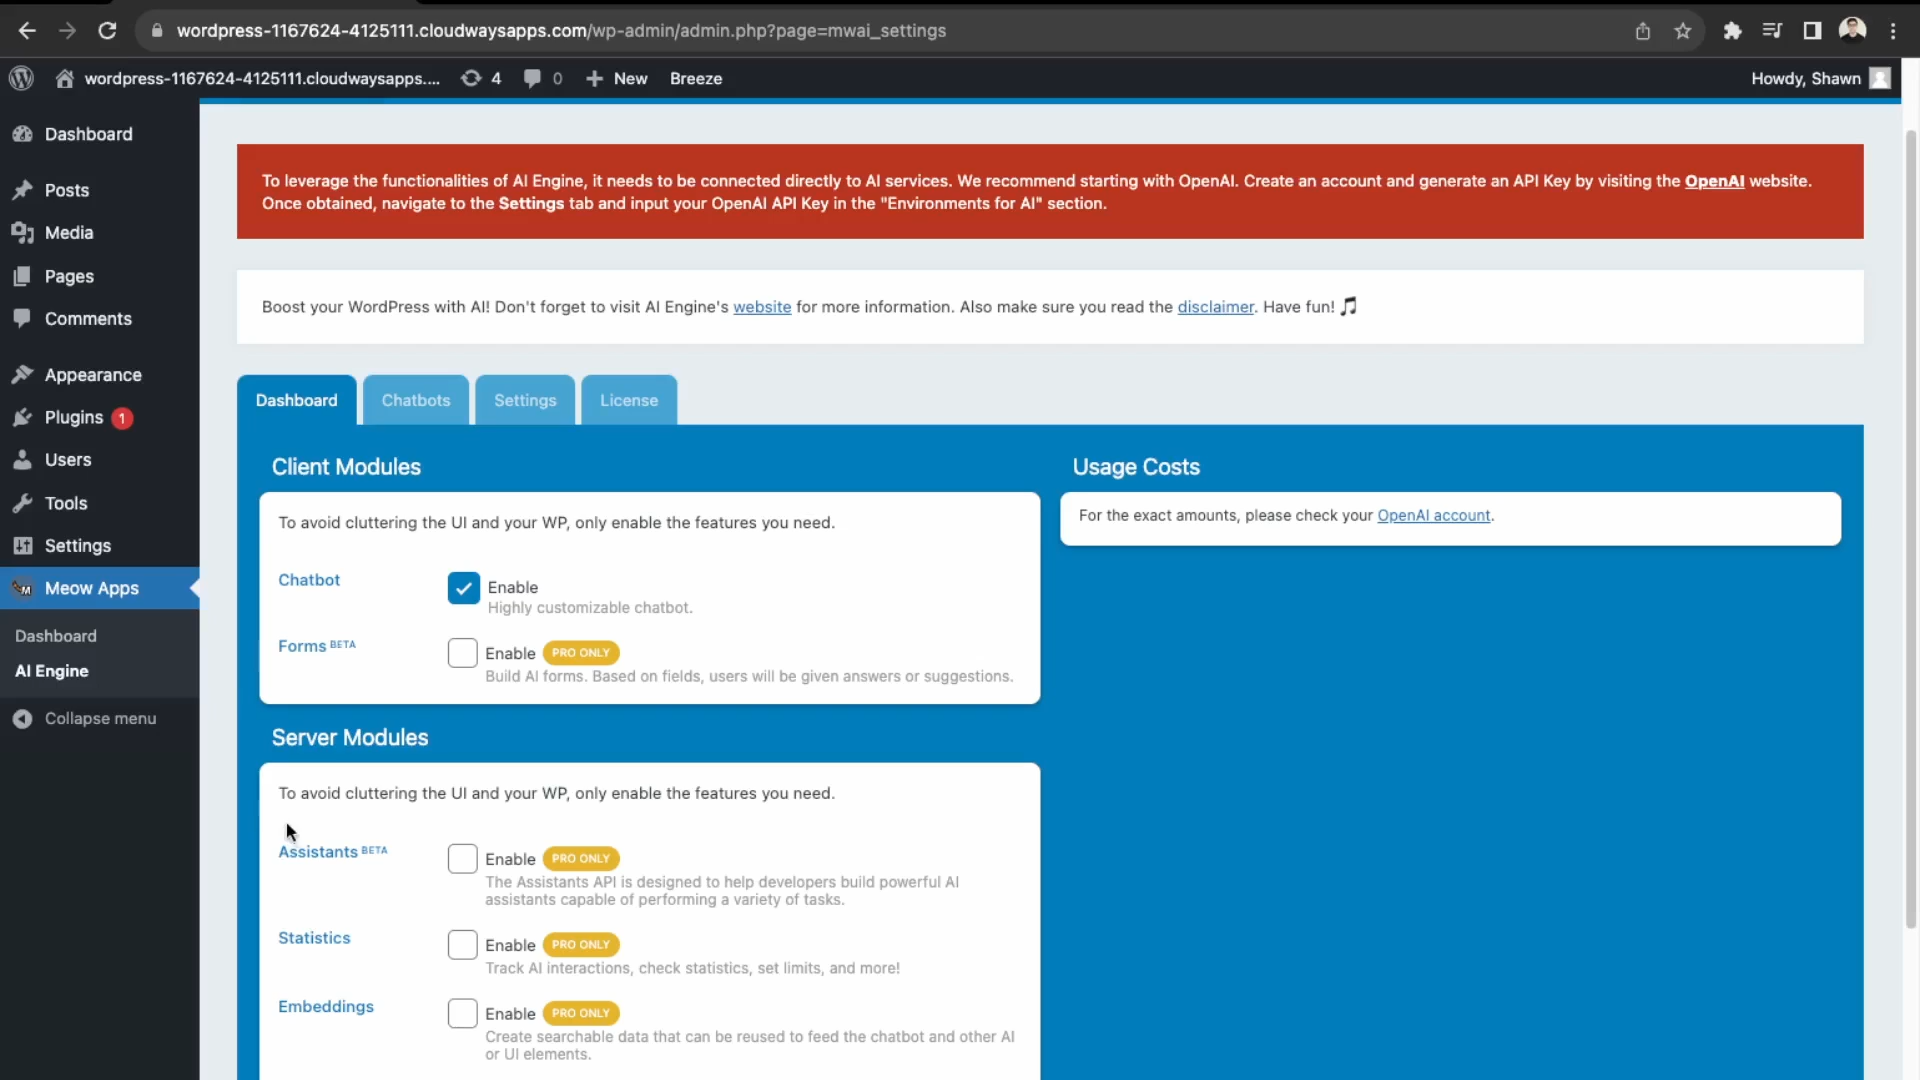 wordpress-1167624-4125111.cloudwaysapps.com/wp-admin/admin.php?page=mwai_settings
wordpress-1167624-4125111.cloudwaysapps.... 4 0 New Breeze Howdy, Shawn
Dashboard
Posts
Media
Pages
Comments
Appearance
Plugins 1
Users
Tools
Settings
Meow Apps
Dashboard
AI Engine
Collapse menu
To leverage the functionalities of AI Engine, it needs to be connected directly to AI services. We recommend starting with OpenAI. Create an account and generate an API Key by visiting the OpenAI website.
Once obtained, navigate to the Settings tab and input your OpenAI API Key in the "Environments for AI" section.
Boost your WordPress with AI! Don't forget to visit AI Engine's website for more information. Also make sure you read the disclaimer. Have fun! 🎵
Dashboard Chatbots Settings License
Client Modules
To avoid cluttering the UI and your WP, only enable the features you need.
Chatbot Enable
Highly customizable chatbot.
Forms BETA Enable PRO ONLY
Build AI forms. Based on fields, users will be given answers or suggestions.
Server Modules
To avoid cluttering the UI and your WP, only enable the features you need.
Assistants BETA Enable PRO ONLY
The Assistants API is designed to help developers build powerful AI
assistants capable of performing a variety of tasks.
Statistics Enable PRO ONLY
Track AI interactions, check statistics, set limits, and more!
Embeddings Enable PRO ONLY
Create searchable data that can be reused to feed the chatbot and other AI
or UI elements.
Usage Costs
For the exact amounts, please check your OpenAI account.